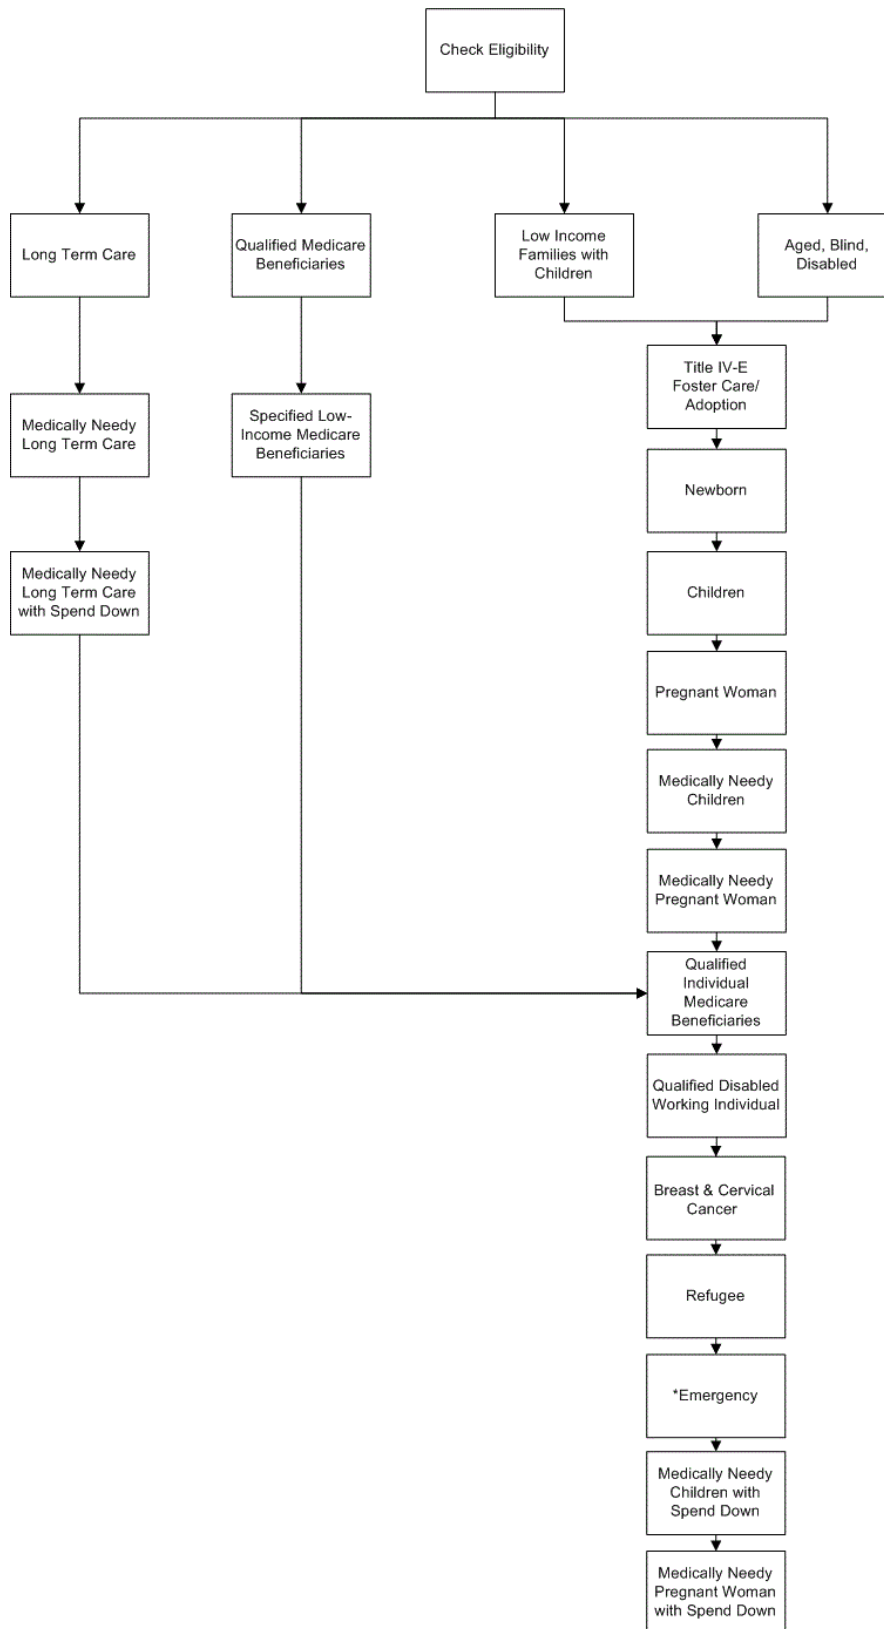 Check Eligibility
Long Term Care
Qualified Medicare
Beneficiaries
Low Income
Families with
Children
Aged, Blind,
Disabled
Medically Needy
Long Term Care
Specified Low-
Income Medicare
Beneficiaries
Title IV-E
Foster Care/
Adoption
Newborn
Medically Needy
Long Term Care
with Spend Down
Children
Pregnant Woman
Medically Needy
Children
Medically Needy
Pregnant Woman
Qualified
Individual
Medicare
Beneficiaries
Qualified Disabled
Working Individual
Breast & Cervical
Cancer
Refugee
*Emergency
Medically Needy
Children with
Spend Down
Medically Needy
Pregnant Woman
with Spend Down